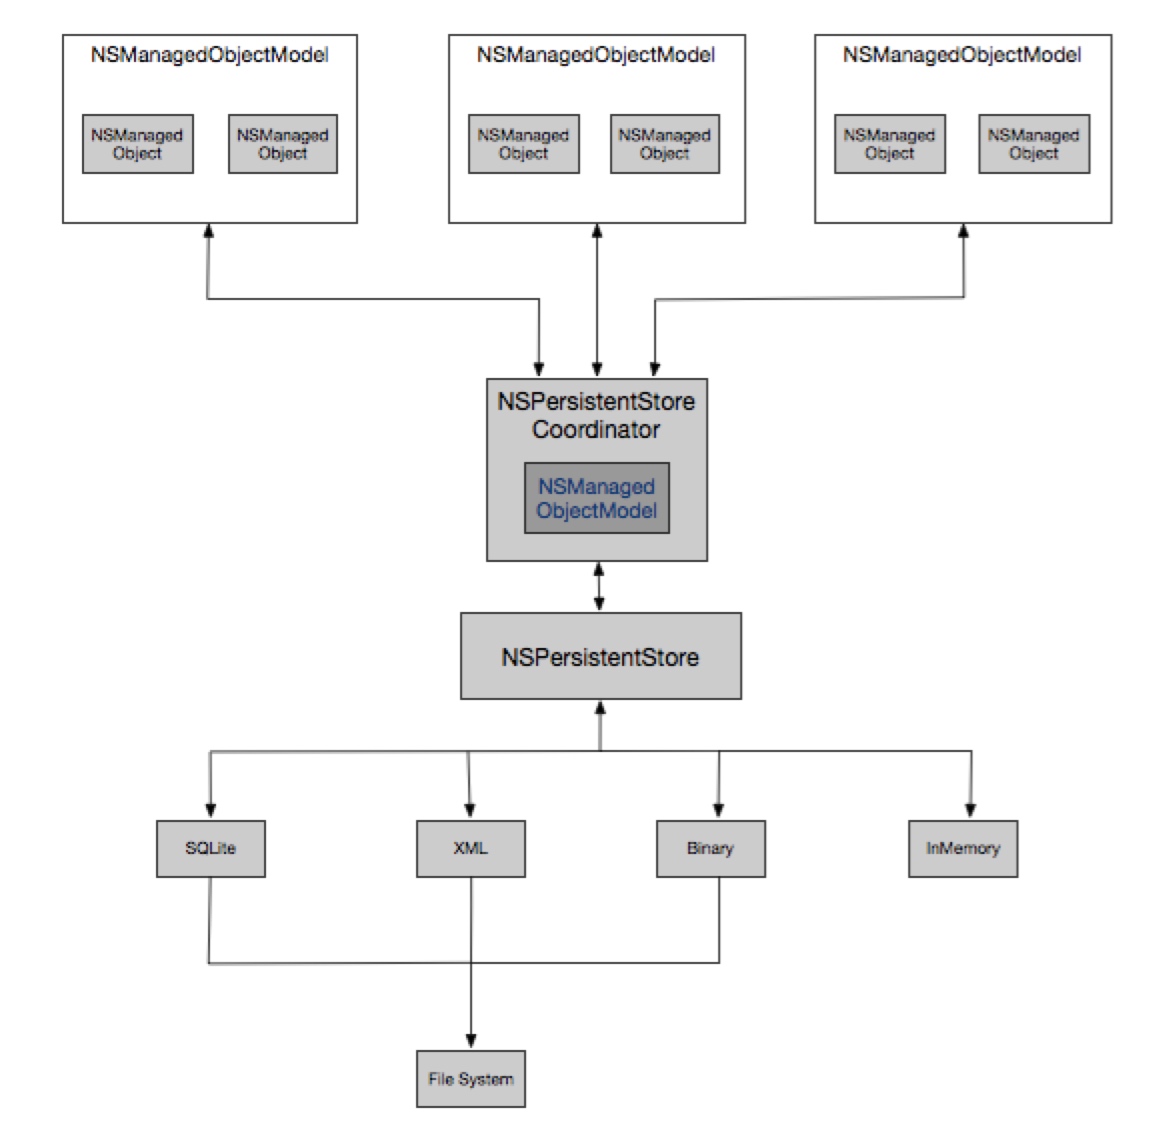 NSManagedObjectModel
NSManaged
Object
NSManaged
Object
NSManagedObjectModel
NSManaged
Object
NSManaged
Object
NSManagedObjectModel
NSManaged
Object
NSManaged
Object
NSPersistentStore
Coordinator
NSManaged
ObjectModel
NSPersistentStore
SQLite
XML
Binary
InMemory
File System